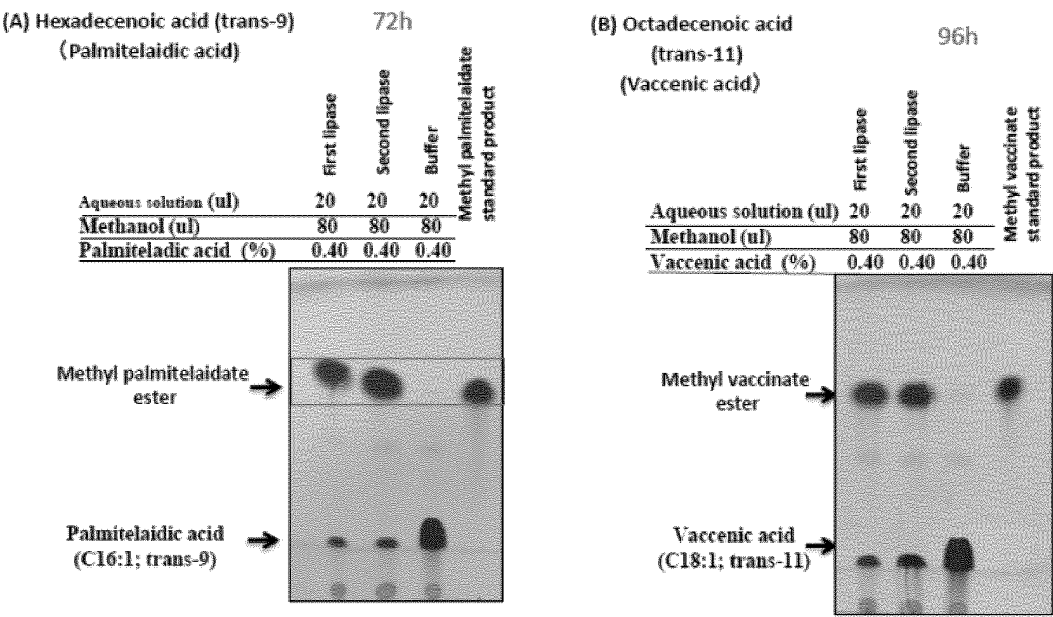 (A) Hexadecenoic acid (trans-9)
(Palmitelaidic acid)
72h
First lipase
Second lipase
Buffer
Methyl palmitelaidate
standard product
Aqueous solution (ul) 20 20 20
Methanol (ul) 80 80 80
Palmiteladic acid (%) 0.40 0.40 0.40
Methyl palmitelaidate
ester
Palmitelaidic acid
(C16:1; trans-9)
(B) Octadecenoic acid
(trans-11)
(Vaccenic acid)
96h
First lipase
Second lipase
Buffer
Methyl vaccinate
standard product
Aqueous solution (ul) 20 20 20
Methanol (ul) 80 80 80
Vaccenic acid (%) 0.40 0.40 0.40
Methyl vaccinate
ester
Vaccenic acid
(C18:1; trans-11)